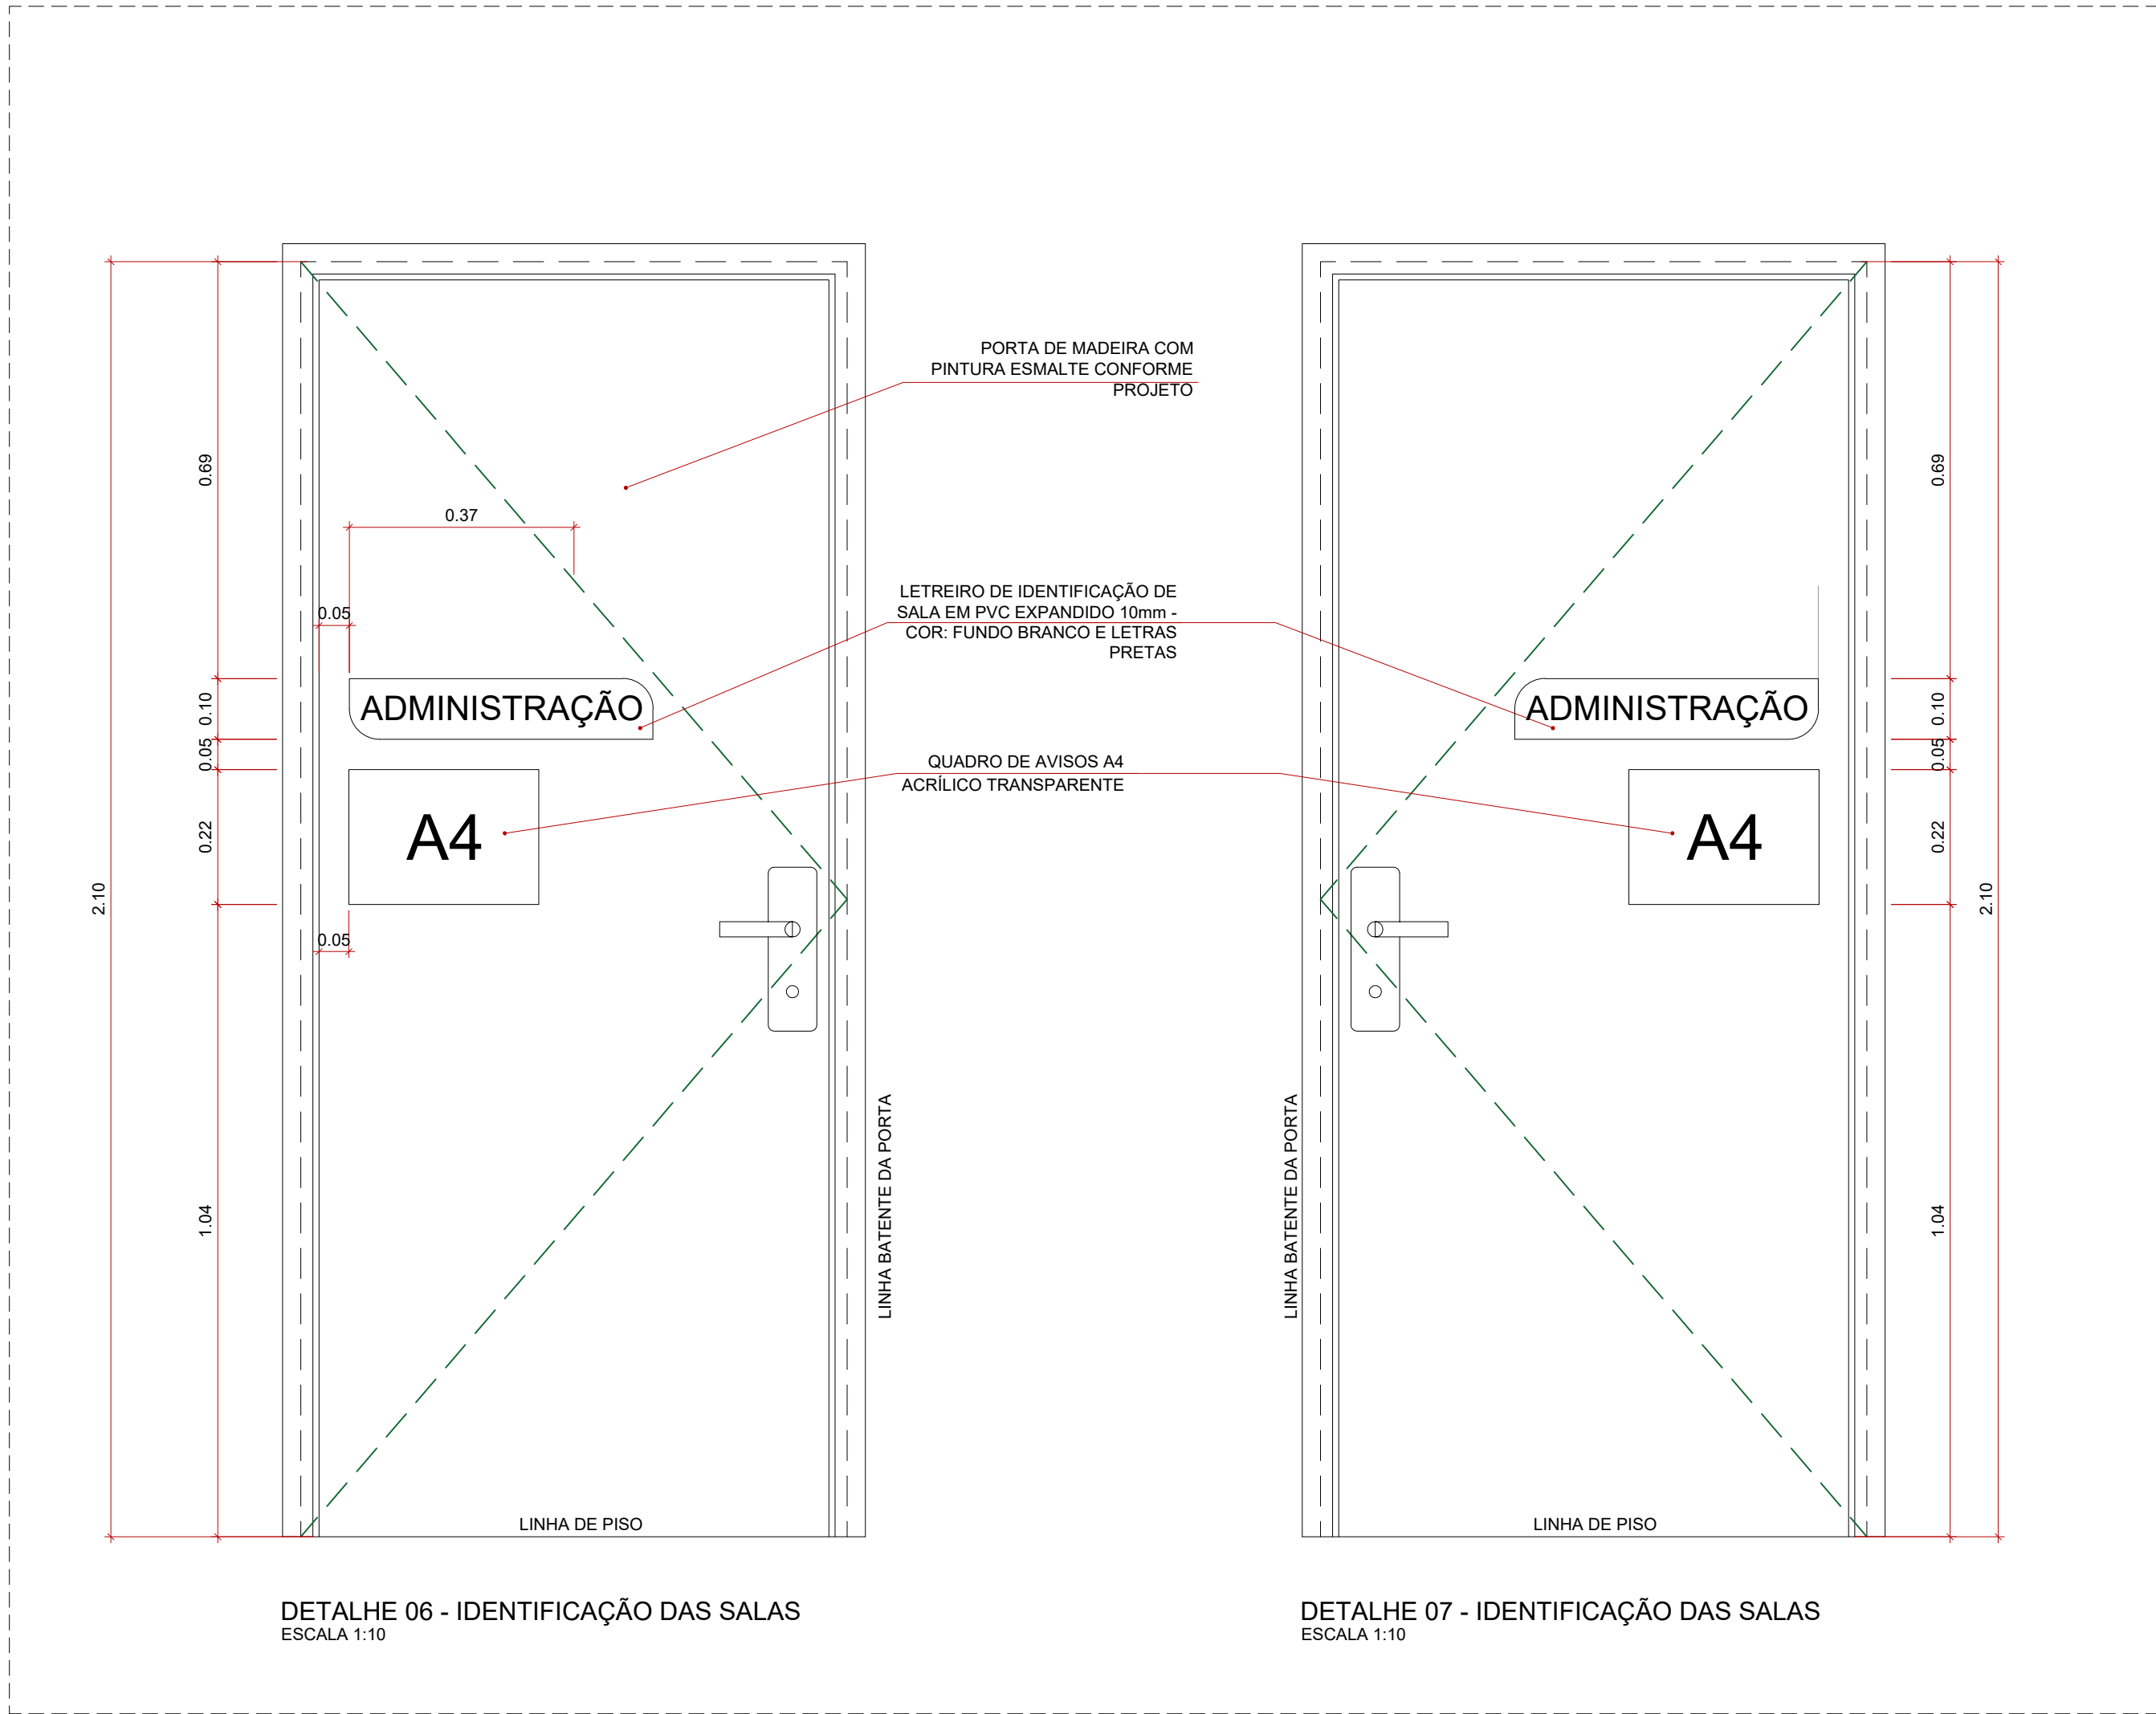 PORTA DE MADEIRA COM
PINTURA ESMALTE CONFORME
PROJETO
0.69
0.69
0.37
LETREIRO DE IDENTIFICAÇÃO DE
SALA EM PVC EXPANDIDO 10mm -
COR: FUNDO BRANCO E LETRAS
PRETAS
0.05
0.10
ADMINISTRAÇÃO
ADMINISTRAÇÃO
0.10
0.05
0.05
QUADRO DE AVISOS A4
ACRÍLICO TRANSPARENTE
0.22
A4
A4
0.22
2.10
2.10
0.05
LINHA BATENTE DA PORTA
LINHA BATENTE DA PORTA
1.04
1.04
LINHA DE PISO
LINHA DE PISO
DETALHE 06 - IDENTIFICAÇÃO DAS SALAS
ESCALA 1:10
DETALHE 07 - IDENTIFICAÇÃO DAS SALAS
ESCALA 1:10